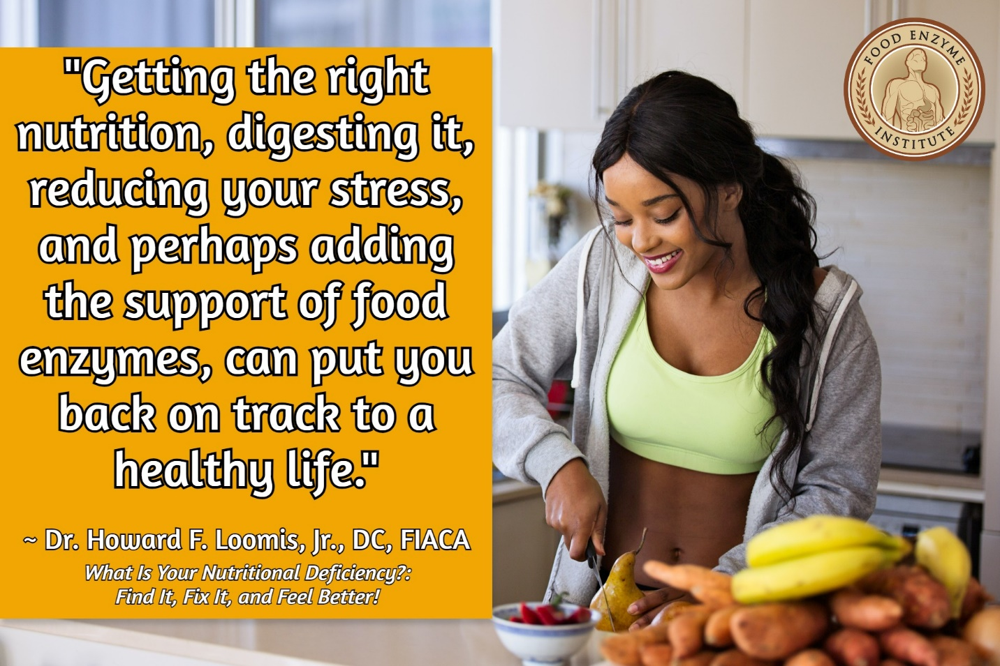 "Getting the right
nutrition, digesting it,
reducing your stress,
and perhaps adding
the support of food
enzymes, can put you
back on track to a
healthy life."
~ Dr. Howard F. Loomis, Jr., DC, FIACA
What Is Your Nutritional Deficiency?:
Find It, Fix It, and Feel Better!
FOOD ENZYME
INSTITUTE